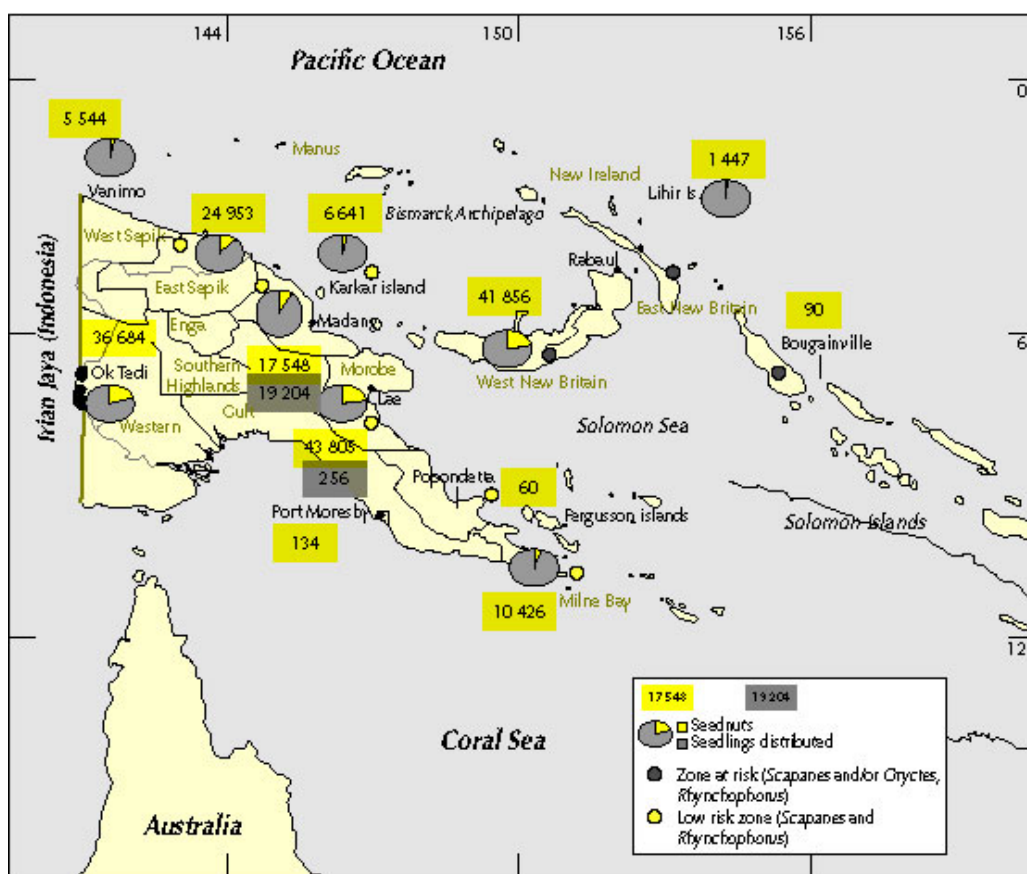 144
150
156
Pacific Ocean
0
5 544
Manus
1 447
New Ireland
Vanimo
Lihir Is.
24 953
6 641
Bismarck Archipelago
West Sepik
Rabaul
Irian Jaya (Indonesia)
Karkar island
East Sepik
41 856
East New Britain
90
Madang
Enga
6
36 684
Bougainville
Ok Tedi
Southern
Highlands
17 548
Morobe
West New Britain
19 204
Lae
Gulf
Western
Solomon Sea
43 805
256
Popondetta
60
Port Moresby
Fergusson islands
Solomon Islands
134
10 426
Milne Bay
12
17 548
19 204
Seednuts
Seedlings distributed
Coral Sea
Zone at risk (Scapanes and/or Oryctes,
Rhynchophorus)
Low risk zone (Scapanes and
Rhynchophorus)
Australia